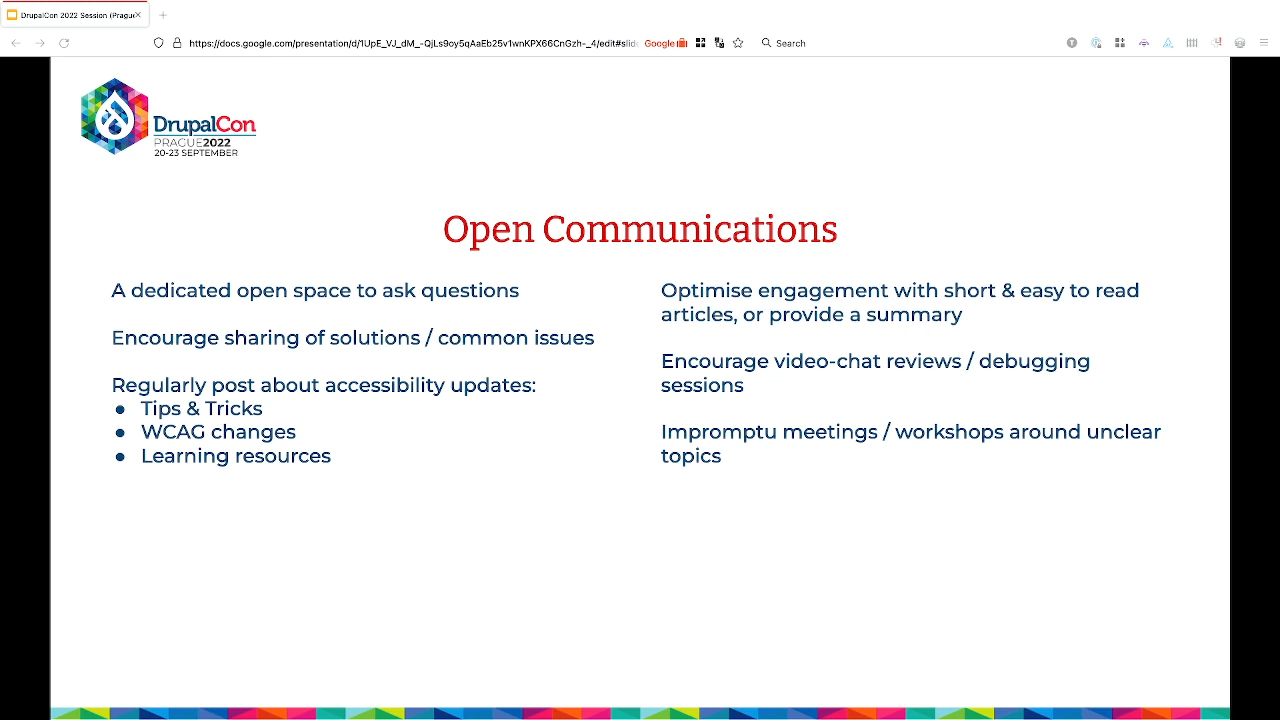 DrupalCon 2022 Session (Prague
https://docs.google.com/presentation/d/1UpE_VJ_dM_-QjLs9oy5qAaEb25v1wnKPX66CnGzh-_4/edit#slide
Google
Search
DrupalCon
PRAGUE2022
20-23 SEPTEMBER
Open Communications
A dedicated open space to ask questions
Encourage sharing of solutions / common issues
Regularly post about accessibility updates:
● Tips & Tricks
● WCAG changes
● Learning resources
Optimise engagement with short & easy to read
articles, or provide a summary
Encourage video-chat reviews / debugging
sessions
Impromptu meetings / workshops around unclear
topics